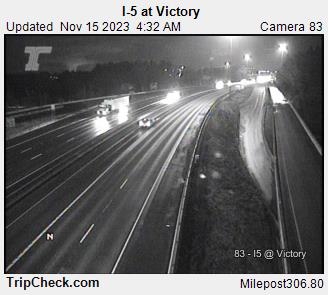 I-5 at Victory
Updated Nov 15 2023 4:32 AM Camera 83
T
N
83 - I5 @ Victory
TripCheck.com Milepost306.80